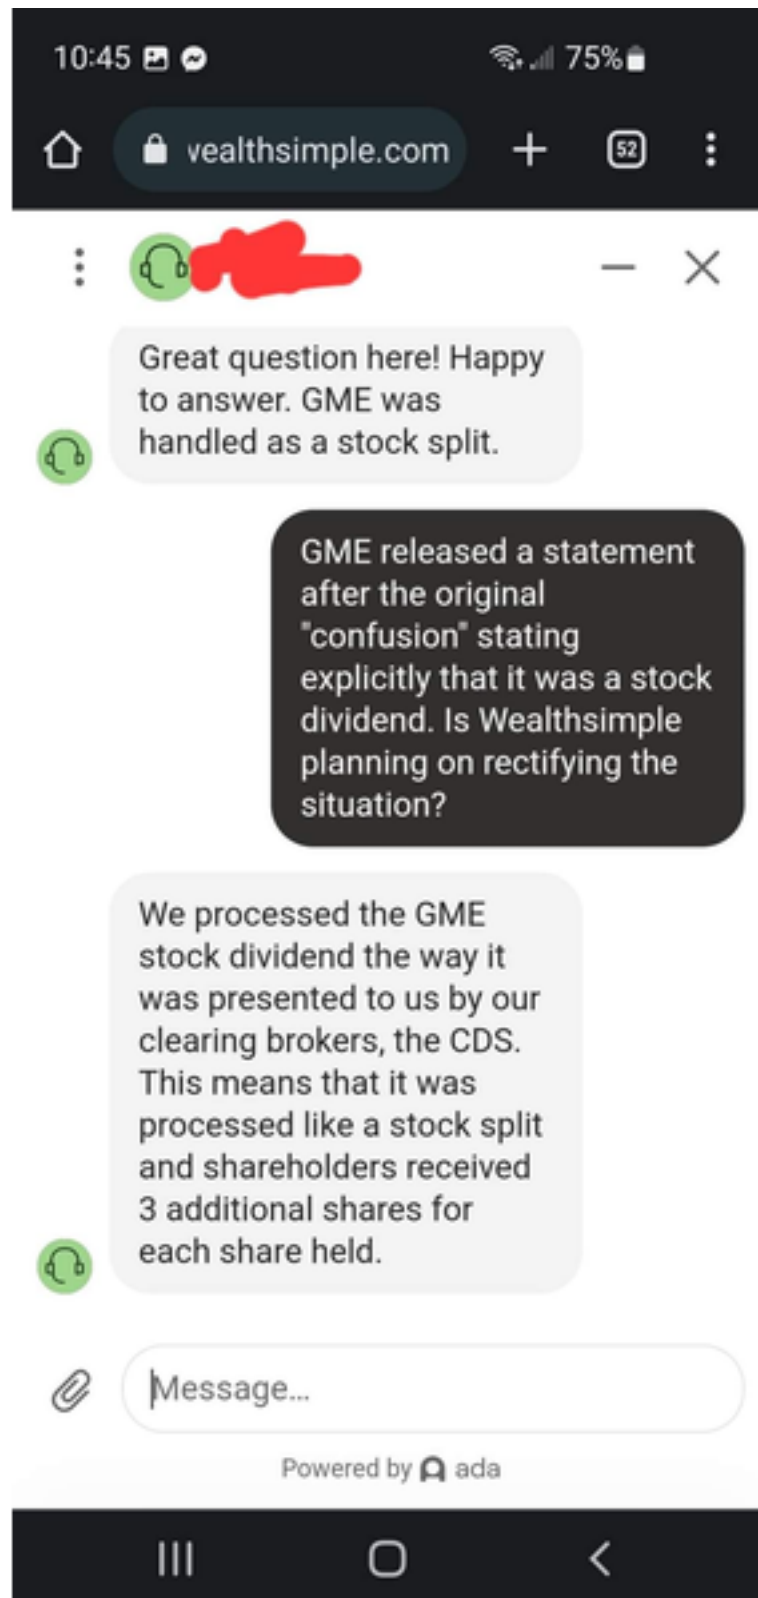 10:45 75%
vealthsimple.com 52
Great question here! Happy
to answer. GME was
handled as a stock split.
GME released a statement
after the original
"confusion" stating
explicitly that it was a stock
dividend. Is Wealthsimple
planning on rectifying the
situation?
We processed the GME
stock dividend the way it
was presented to us by our
clearing brokers, the CDS.
This means that it was
processed like a stock split
and shareholders received
3 additional shares for
each share held.
Message...
Powered by ada